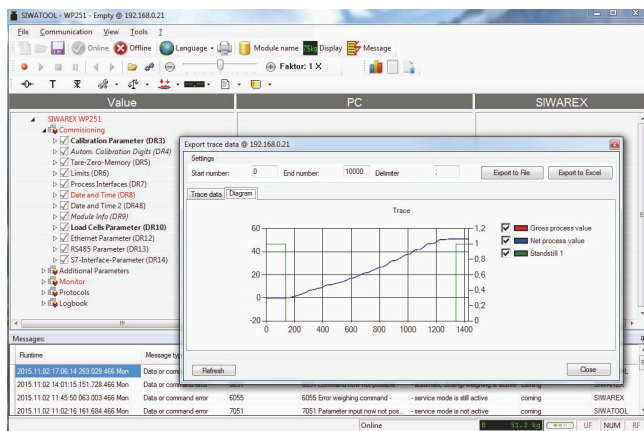 SIWATOOL - WP251 - Empty @ 192.168.0.21
File Communication View Tools ?
Online Offline Language Module name 75kg Display Message
Faktor: 1 X
Value PC SIWAREX
SIWAREX WP251
Commisioning
Calibration Parameter (DR3)
Autom. Calibration Digits (DR4)
Tare-Zero-Memory (DR5)
Limits (DR6)
Process Interfaces (DR7)
Date and Time (DR8)
Date and Time 2 (DR48)
Module Info (DR9)
Load Cells Parameter (DR10)
Ethernet Parameter (DR12)
RS485 Parameter (DR13)
S7-Interface-Parameter (DR14)
Additional Parameters
Monitor
Protocols
Logbook
Export trace data @ 192.168.0.21
Settings
Start number: 0 End number: 10000 Delimiter ; Export to File Export to Excel
Trace data Diagram
Trace
60
40
20
0
-20
0 200 400 600 800 1000 1200 1400
1,2
1
0,8
0,6
0,4
0,2
0
Gross process value
Net process value
Standstill 1
Refresh Close
Messages:
Runtime Message typ
2015.11.02 17:06:14 269.029.466 Mon Data or comm
2015.11.02 14:01:15 151.728.466 Mon Data or command error
2015.11.02 11:45:50 063.003.466 Mon Data or command error 6055 6055 Error weighing command - - service mode is still active coming SIWAREX
2015.11.02 11:02:16 161.684.466 Mon Data or command error 7051 7051 Parameter input now not pos... - service mode is not active coming SIWATOOL
Online B 51.2 kg UF NUM RF